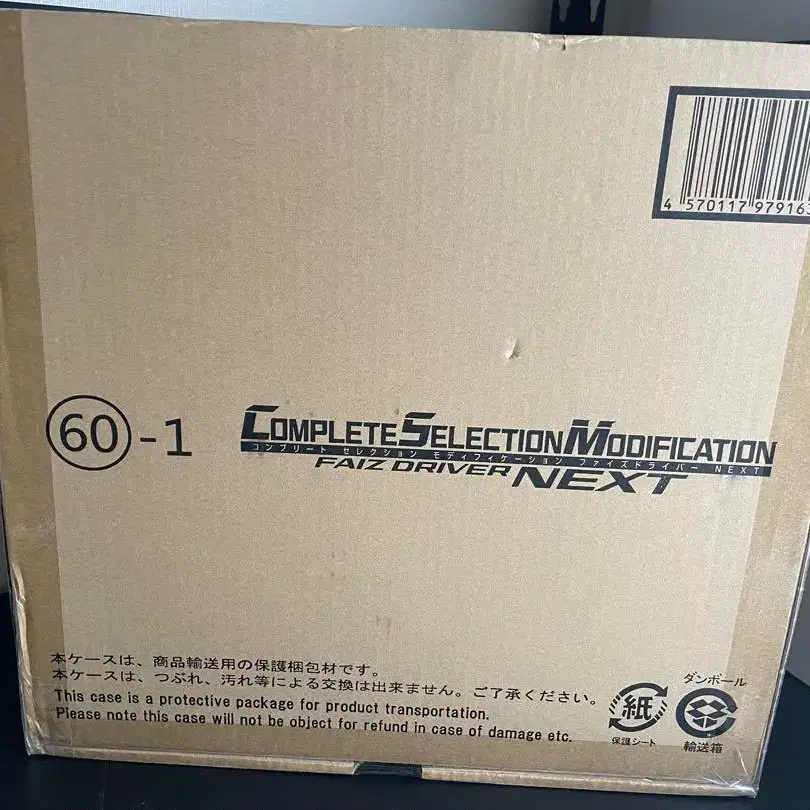 4 570117 97916
60-1
COMPLETE SELECTION MODIFICATION
コンプリート セレクション モディフィケーション ファイズドライバー NEXT
FAIZ DRIVER NEXT
本ケースは、商品輸送用の保護梱包材です。
本ケースは、つぶれ、汚れ等による交換は出来ません。ご了承ください。
This case is a protective package for product transportation.
Please note this case will not be object for refund in case of damage etc.
紙
保護シート
ダンボール
輸送箱